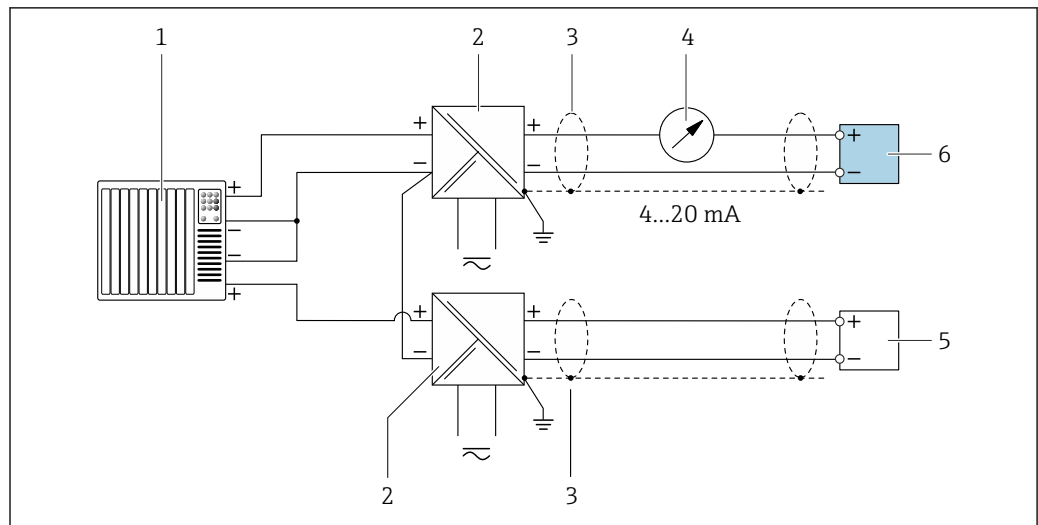 1 2 3 4
+ +
+ − − + 6
− −
4...20 mA
−
+
+ + + 5
− − −
2 3